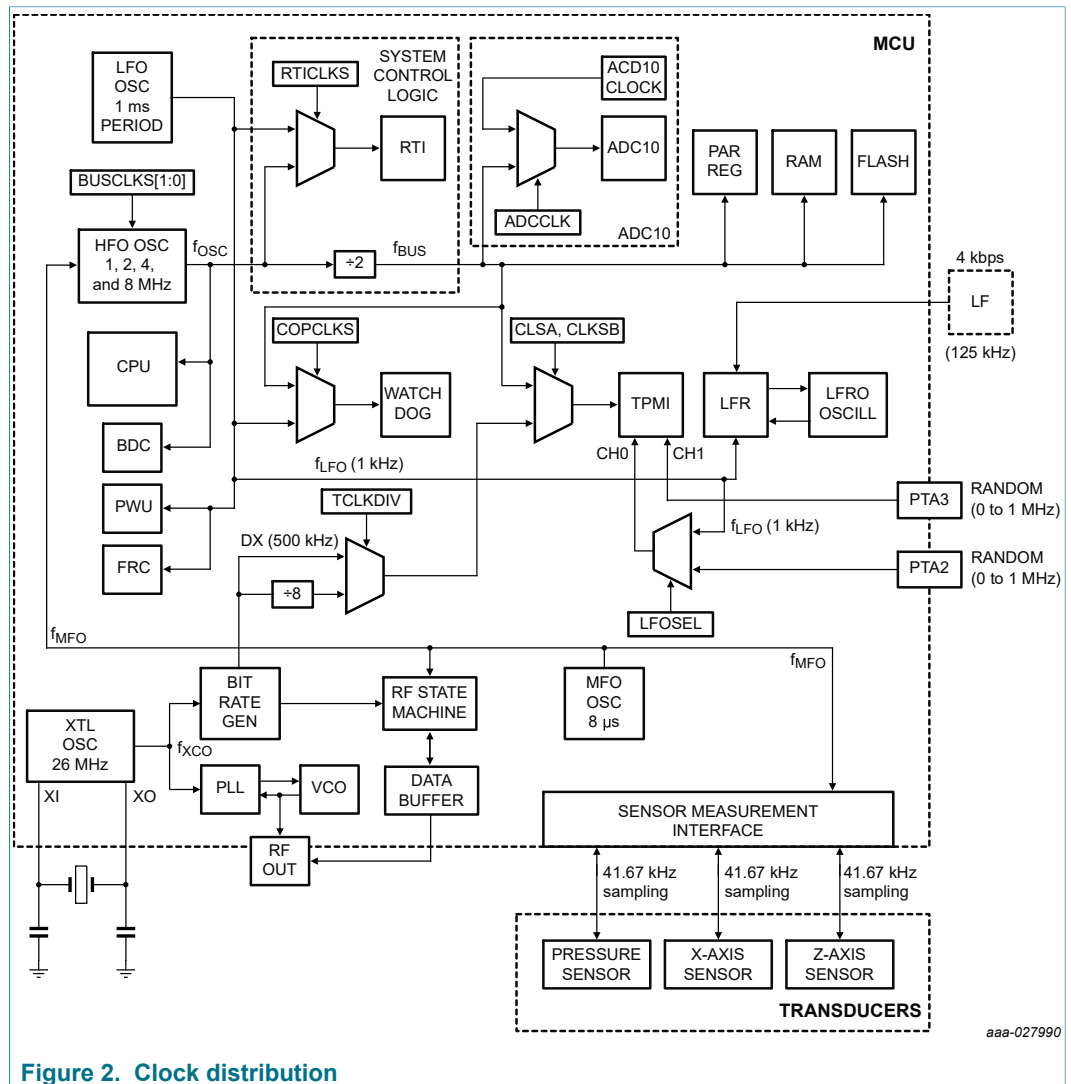 MCU
LFO
OSC
1 ms
PERIOD
RTICLKS
SYSTEM
CONTROL
LOGIC
RTI
ACD10
CLOCK
ADC10
ADCCLK
ADC10
PAR
REG
RAM
FLASH
BUSCLKS[1:0]
HFO OSC
1, 2, 4,
and 8 MHz
fOSC
÷2
fBUS
4 kbps
LF
(125 kHz)
CPU
COPCLKS
WATCH
DOG
CLSA, CLKSB
TPMI
LFR
LFRO
OSCILL
BDC
CH0
CH1
fLFO (1 kHz)
PWU
TCLKDIV
PTA3
RANDOM
(0 to 1 MHz)
DX (500 kHz)
fLFO (1 kHz)
FRC
÷8
PTA2
RANDOM
(0 to 1 MHz)
LFOSEL
fMFO
fMFO
BIT
RATE
GEN
RF STATE
MACHINE
MFO
OSC
8 µs
XTL
OSC
26 MHz
fXCO
XI
XO
PLL
VCO
DATA
BUFFER
SENSOR MEASUREMENT
INTERFACE
RF
OUT
41.67 kHz
sampling
41.67 kHz
sampling
41.67 kHz
sampling
PRESSURE
SENSOR
X-AXIS
SENSOR
Z-AXIS
SENSOR
TRANSDUCERS
aaa-027990
Figure 2. Clock distribution